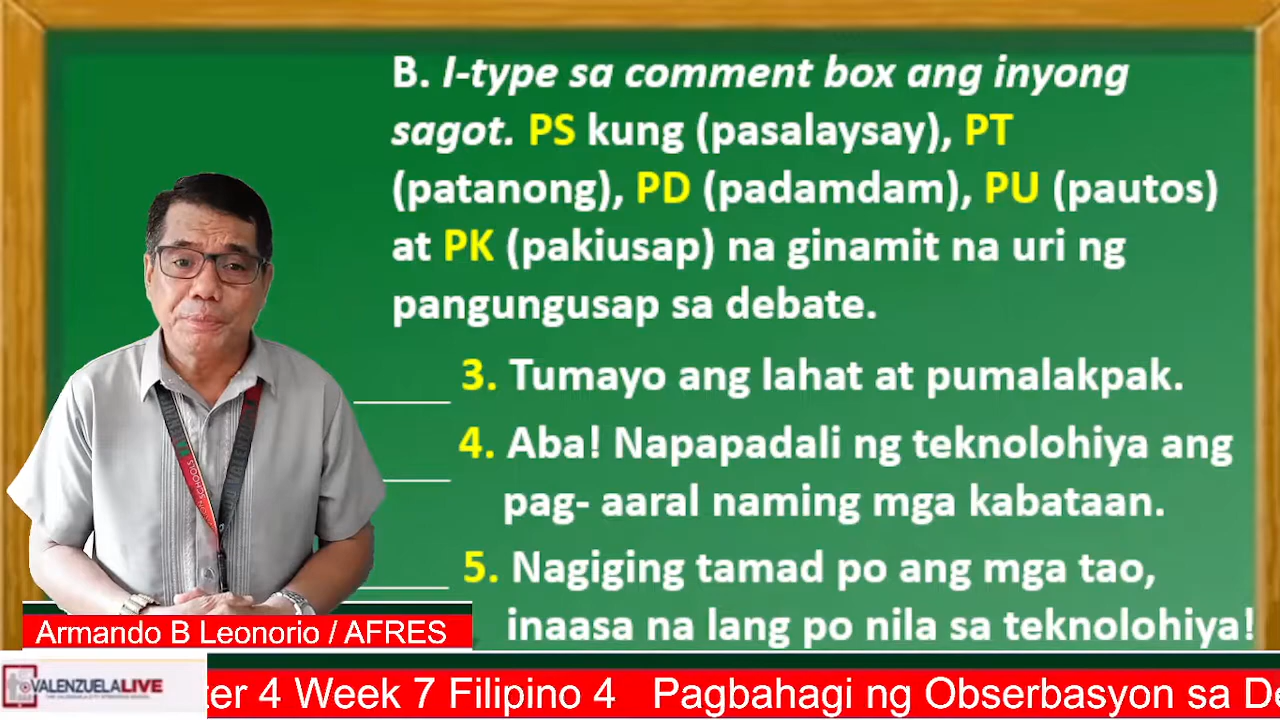 B. I-type sa comment box ang inyong
sagot. PS kung (pasalaysay), PT
(patanong), PD (padamdam), PU (pautos)
at PK (pakiusap) na ginamit na uri ng
pangungusap sa debate.
_____ 3. Tumayo ang lahat at pumalakpak.
_____ 4. Aba! Napapadali ng teknolohiya ang
pag- aaral naming mga kabataan.
_____ 5. Nagiging tamad po ang mga tao,
inaasa na lang po nila sa teknolohiya!
Armando B Leonorio / AFRES
VALENZUELALIVE
ter 4 Week 7 Filipino 4 Pagbahagi ng Obserbasyon sa De